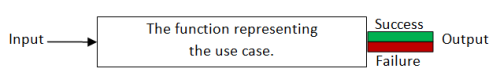 Input
The function representing
the use case.
Success
Failure
Output